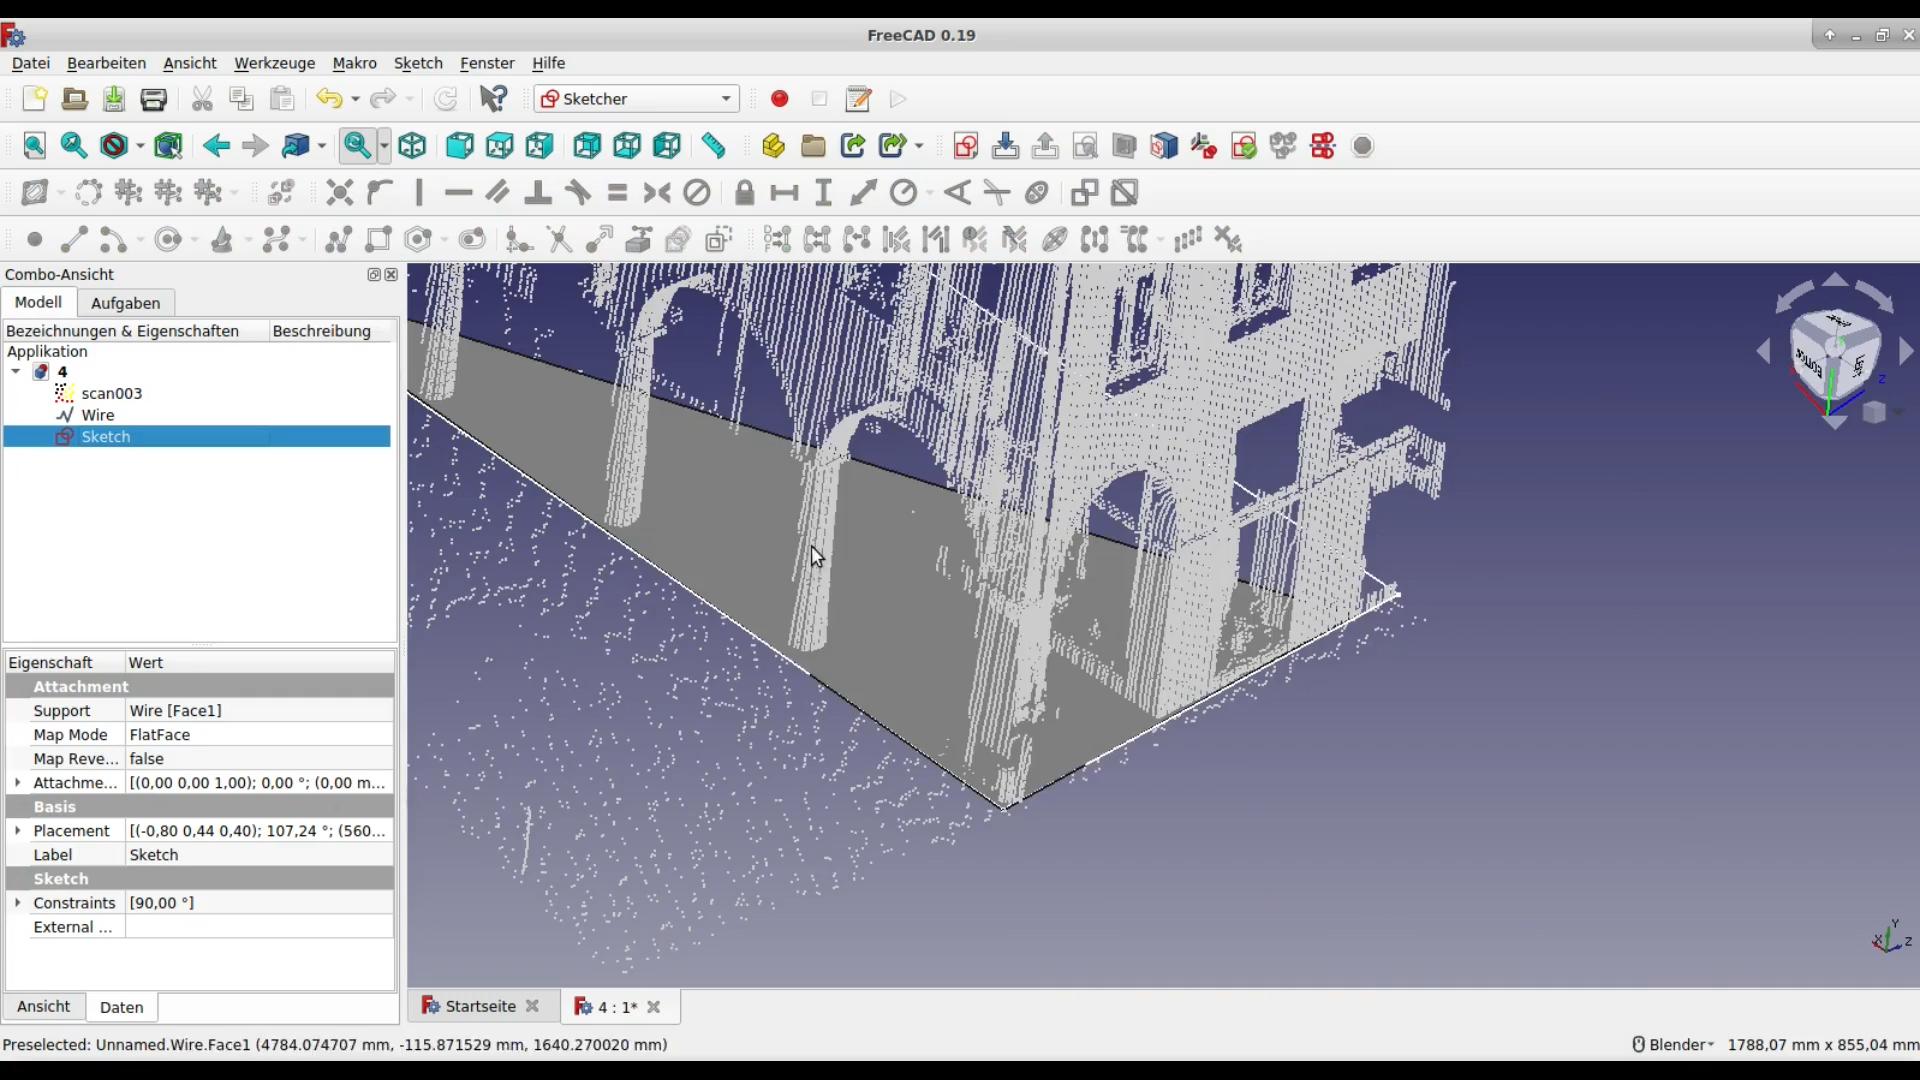 FreeCAD 0.19
Datei Bearbeiten Ansicht Werkzeuge Makro Sketch Fenster Hilfe
Sketcher
Combo-Ansicht
Modell Aufgaben
Bezeichnungen & Eigenschaften Beschreibung
Applikation
4
scan003
Wire
Sketch
Eigenschaft Wert
Attachment
Support Wire [Face1]
Map Mode FlatFace
Map Reve... false
Attachme... [(0,00 0,00 1,00); 0,00 °; (0,00 m...
Basis
Placement [(-0,80 0,44 0,40); 107,24 °; (560...
Label Sketch
Sketch
Constraints [90,00 °]
External ...
Ansicht Daten
Startseite 4 : 1*
Z
Y
X Z
Preselected: Unnamed.Wire.Face1 (4784.074707 mm, -115.871529 mm, 1640.270020 mm)
Blender 1788,07 mm x 855,04 mm